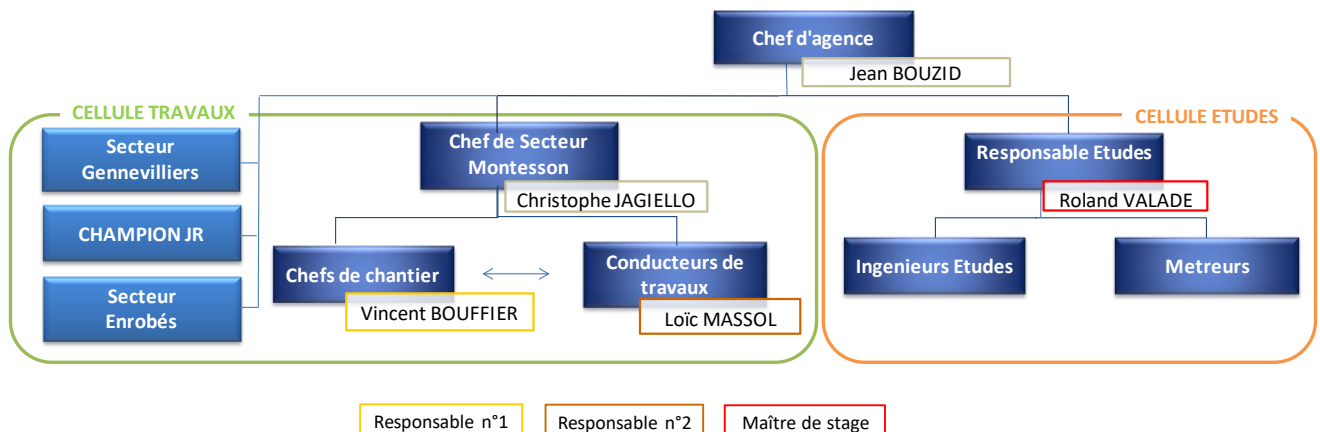 Chef d'agence
Jean BOUZID
CELLULE TRAVAUX
CELLULE ETUDES
Secteur
Gennevilliers
CHAMPION JR
Secteur
Enrobés
Chef de Secteur
Montesson
Christophe JAGIELLO
Chefs de chantier
Vincent BOUFFIER
Conducteurs de
travaux
Loïc MASSOL
Responsable Etudes
Roland VALADE
Ingenieurs Etudes
Metreurs
Responsable n°1
Responsable n°2
Maître de stage